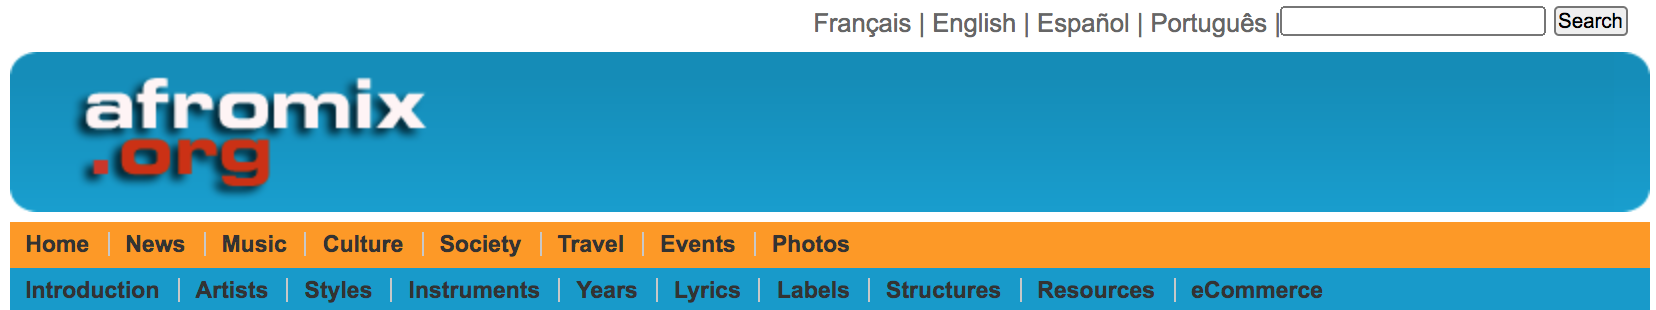 Français | English | Español | Português | Search
afromix
.org
Home News Music Culture Society Travel Events Photos
Introduction Artists Styles Instruments Years Lyrics Labels Structures Resources eCommerce